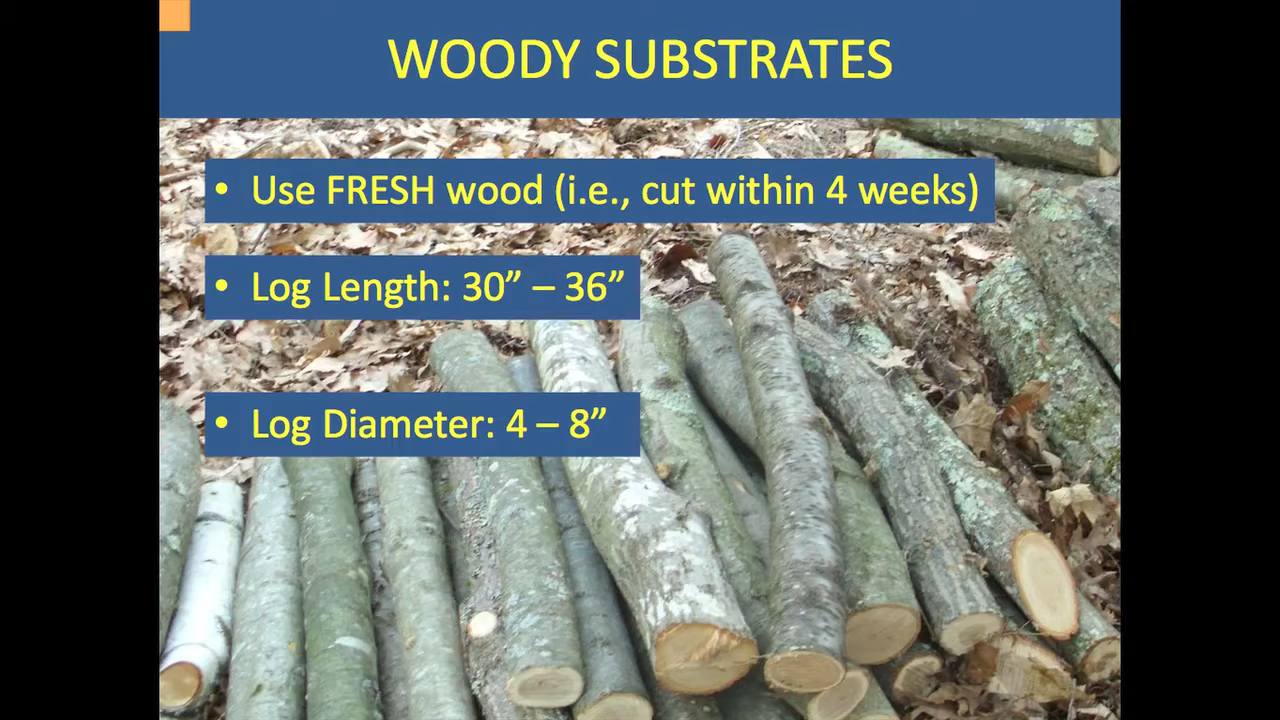 WOODY SUBSTRATES
• Use FRESH wood (i.e., cut within 4 weeks)
• Log Length: 30” – 36”
• Log Diameter: 4 – 8”